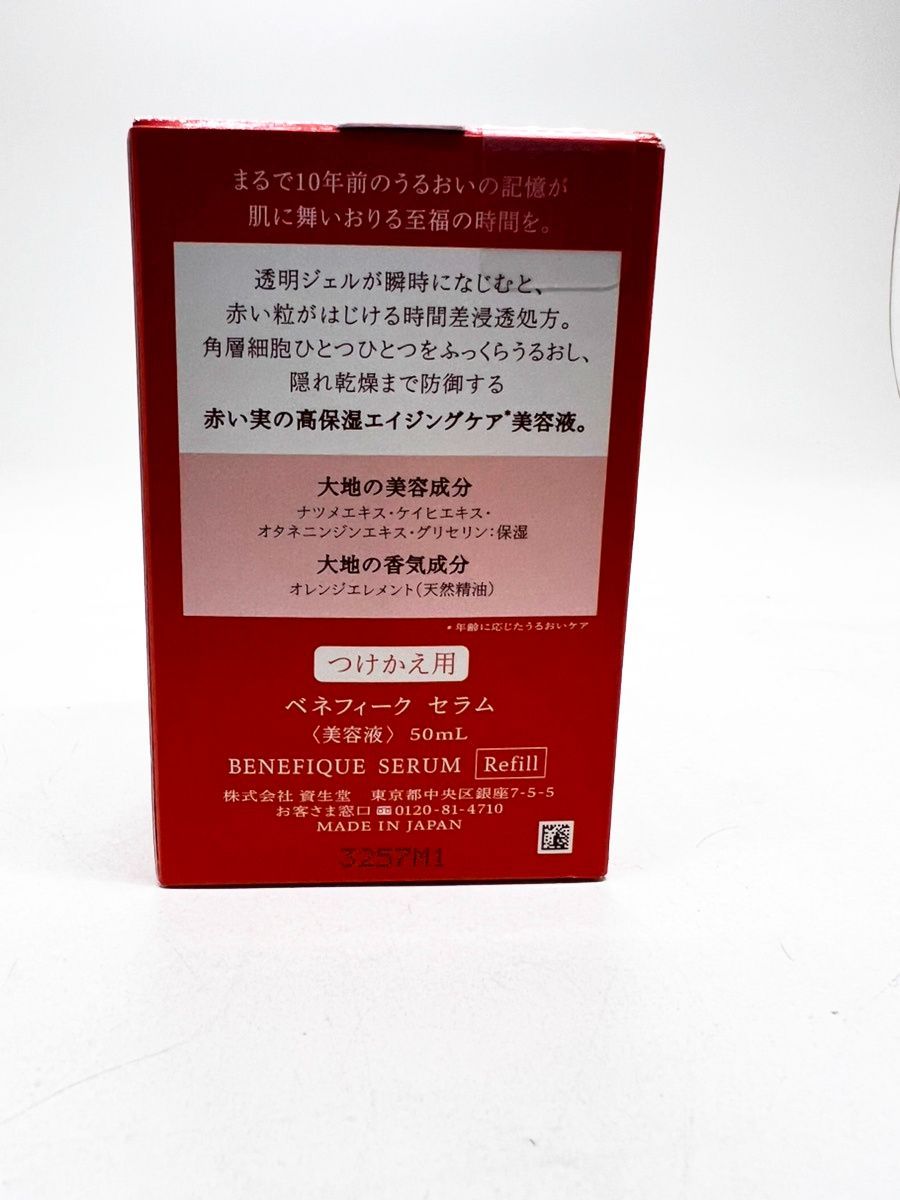 まるで10年前のうるおいの記憶が
肌に舞いおりる至福の時間を。
透明ジェルが瞬時になじむと、
赤い粒がはじける時間差浸透処方。
角層細胞ひとつひとつをふっくらうるおし、
隠れ乾燥まで防御する
赤い実の高保湿エイジングケア*美容液。
大地の美容成分
ナツメエキス・ケイヒエキス・
オタネニンジンエキス・グリセリン:保湿
大地の香気成分
オレンジエレメント(天然精油)
*年齢に応じたうるおいケア
つけかえ用
ベネフィーク セラム
〈美容液〉 50mL
BENEFIQUE SERUM Refill
株式会社 資生堂 東京都中央区銀座7-5-5
お客さま窓口 0120-81-4710
MADE IN JAPAN
3257M1